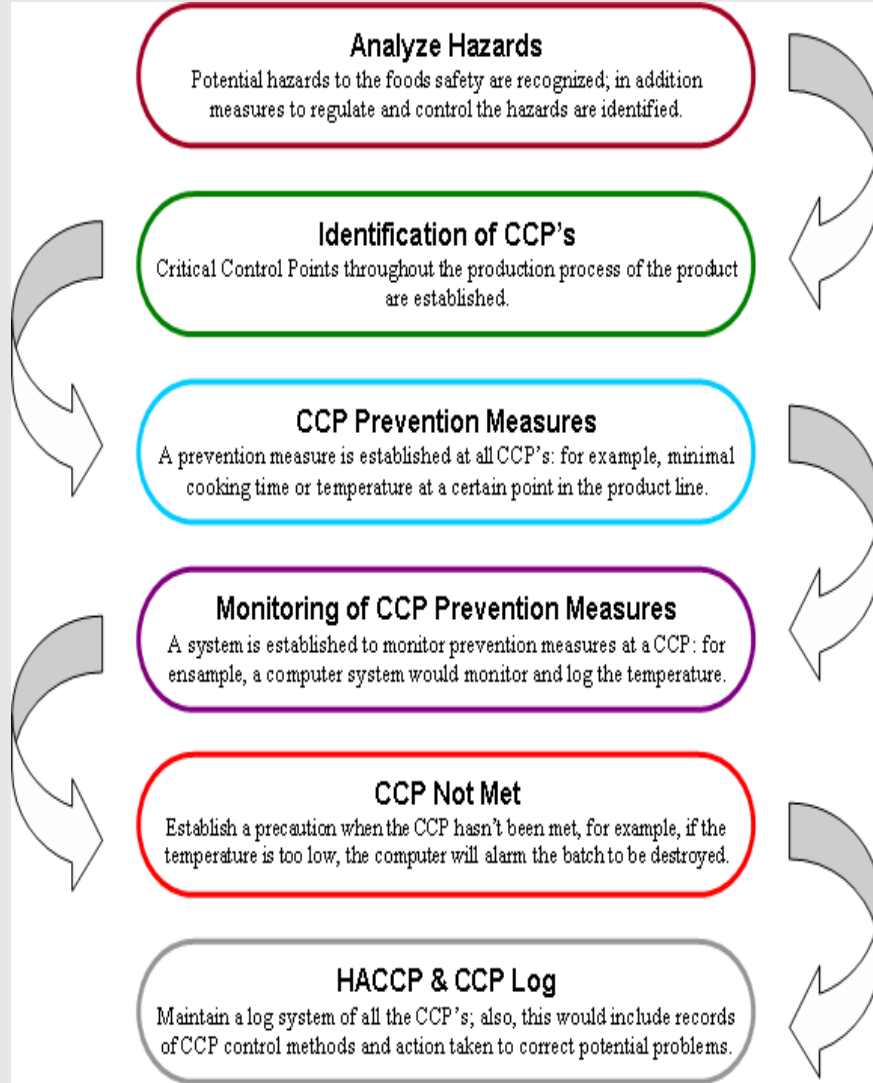 Analyze Hazards
Potential hazards to the foods safety are recognized; in addition
measures to regulate and control the hazards are identified.
Identification of CCP's
Critical Control Points throughout the production process of the product
are established.
CCP Prevention Measures
A prevention measure is established at all CCP's: for example, minimal
cooking time or temperature at a certain point in the product line.
Monitoring of CCP Prevention Measures
A system is established to monitor prevention measures at a CCP: for
ensample, a computer system would monitor and log the temperature.
CCP Not Met
Establish a precaution when the CCP hasn't been met, for example, if the
temperature is too low, the computer will alarm the batch to be destroyed.
HACCP & CCP Log
Maintain a log system of all the CCP's; also, this would include records
of CCP control methods and action taken to correct potential problems.